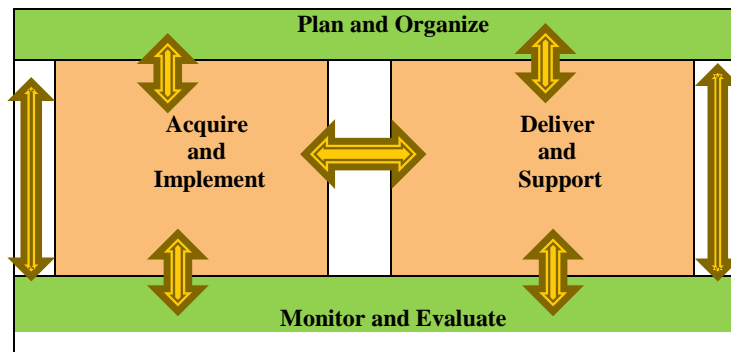 Plan and Organize
Acquire
and
Implement
Deliver
and
Support
Monitor and Evaluate